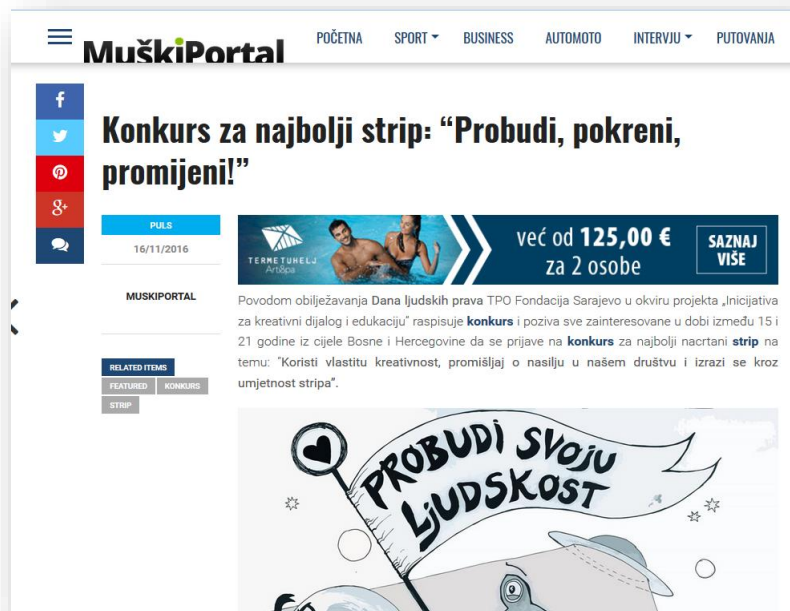 MuškiPortal
POČETNA SPORT BUSINESS AUTOMOTO INTERVJU PUTOVANJA
f
g+
Konkurs za najbolji strip: “Probudi, pokreni,
promijeni!”
PULS
16/11/2016
MUSKIPORTAL
RELATED ITEMS
FEATURED KONKURS
STRIP
TERME TUHELJ
Art&Spa
već od 125,00 €
za 2 osobe
SAZNAJ
VIŠE
Povodom obilježavanja Dana ljudskih prava TPO Fondacija Sarajevo u okviru projekta „Inicijativa
za kreativni dijalog i edukaciju” raspisuje konkurs i poziva sve zainteresovane u dobi između 15 i
21 godine iz cijele Bosne i Hercegovine da se prijave na konkurs za najbolji nacrtani strip na
temu: “Koristi vlastitu kreativnost, promišljaj o nasilju u našem društvu i izrazi se kroz
umjetnost stripa”.
PROBUDI SVOJU
LJUDSKOST